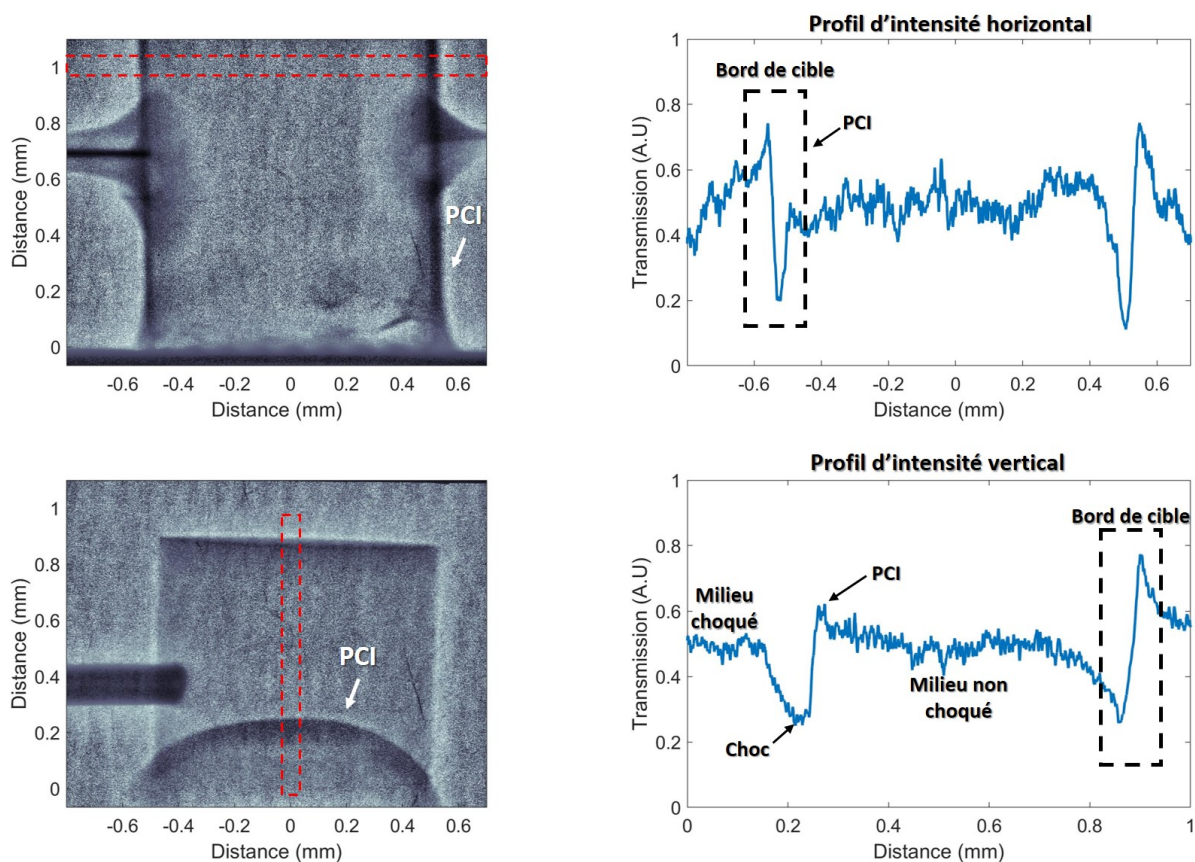 Distance (mm)
1
0.8
0.6
0.4
0.2
0
PCI
-0.6 -0.4 -0.2 0 0.2 0.4 0.6
Distance (mm)
Profil d’intensité horizontal
Transmission (A.U)
1
0.8
0.6
0.4
0.2
0
Bord de cible
PCI
-0.6 -0.4 -0.2 0 0.2 0.4 0.6
Distance (mm)
Distance (mm)
1
0.8
0.6
0.4
0.2
0
PCI
-0.6 -0.4 -0.2 0 0.2 0.4 0.6
Distance (mm)
Profil d’intensité vertical
Transmission (A.U)
1
0.8
0.6
0.4
0.2
0
Bord de cible
PCI
Milieu
choqué
Milieu non
choqué
Choc
0 0.2 0.4 0.6 0.8 1
Distance (mm)